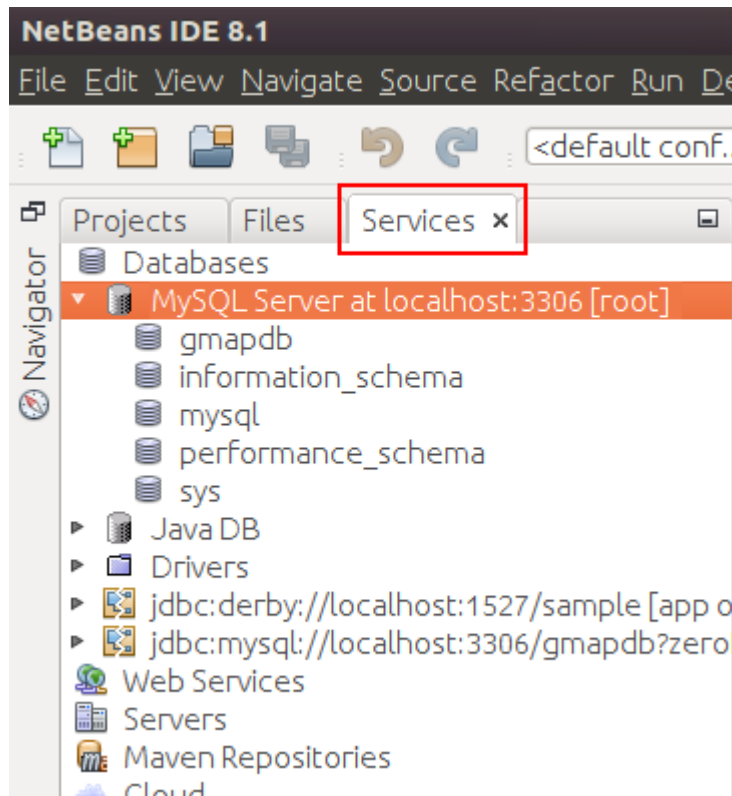 NetBeans IDE 8.1
File Edit View Navigate Source Refactor Run De
<default conf..
Projects Files Services
Navigator
Databases
MySQL Server at localhost:3306 [root]
gmapdb
information_schema
mysql
performance_schema
sys
Java DB
Drivers
jdbc:derby://localhost:1527/sample [app o
jdbc:mysql://localhost:3306/gmapdb?zero
Web Services
Servers
Maven Repositories
Cloud